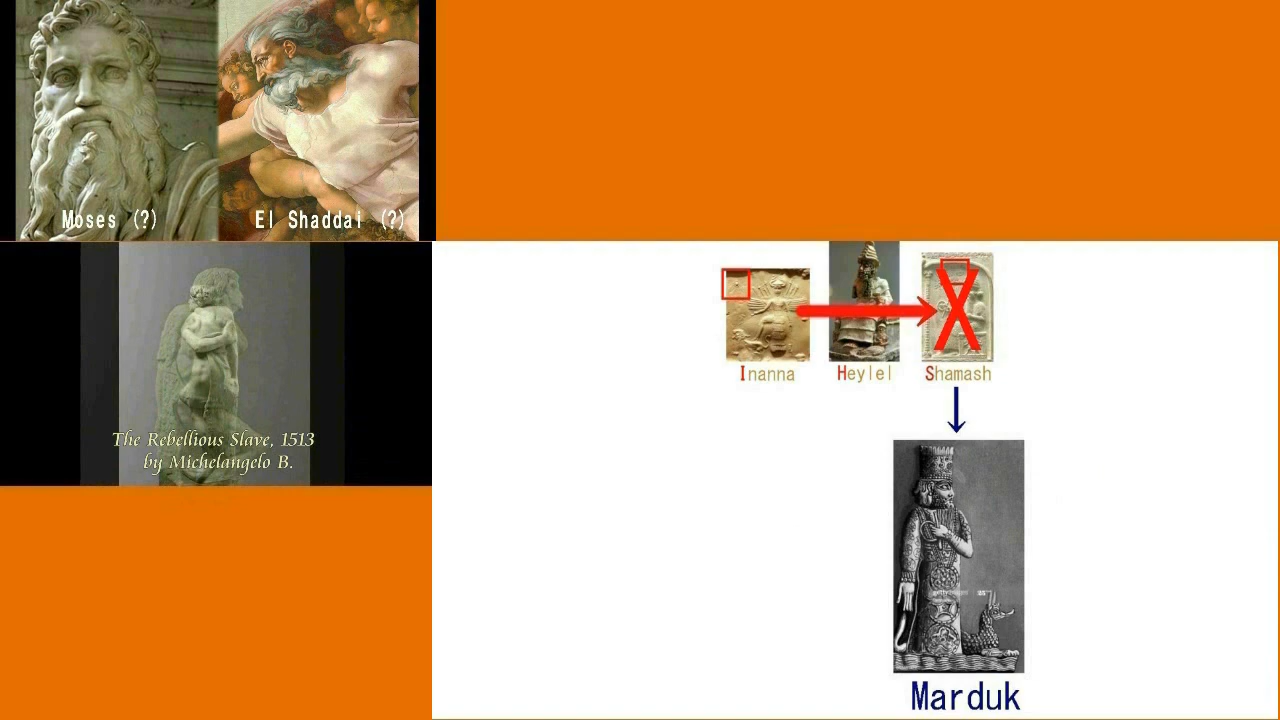 Moses (?)
El Shaddai (?)
The Rebellious Slave, 1513
by Michelangelo B.
Inanna
Heylel
Shamash
X
Marduk